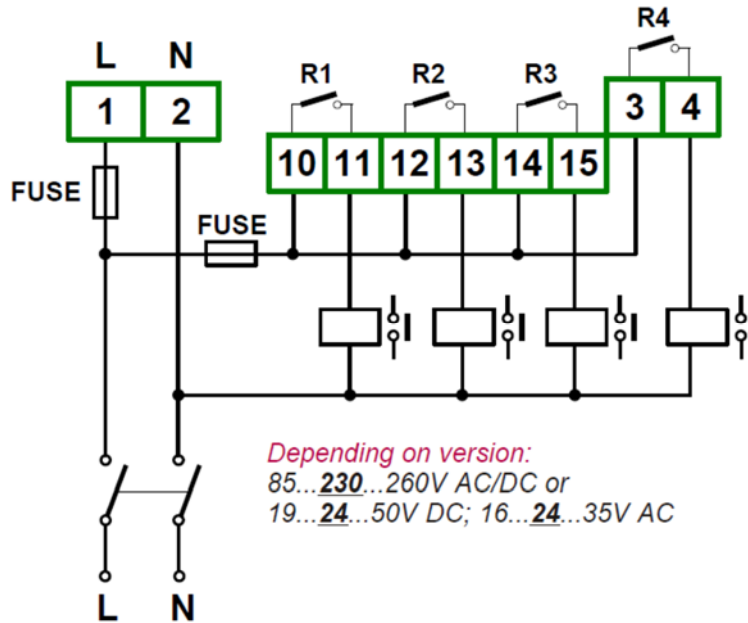 L N
R1 R2 R3 R4
1 2
3 4
10 11 12 13 14 15
FUSE
FUSE
Depending on version:
85...230...260V AC/DC or
19...24...50V DC; 16...24...35V AC
L N